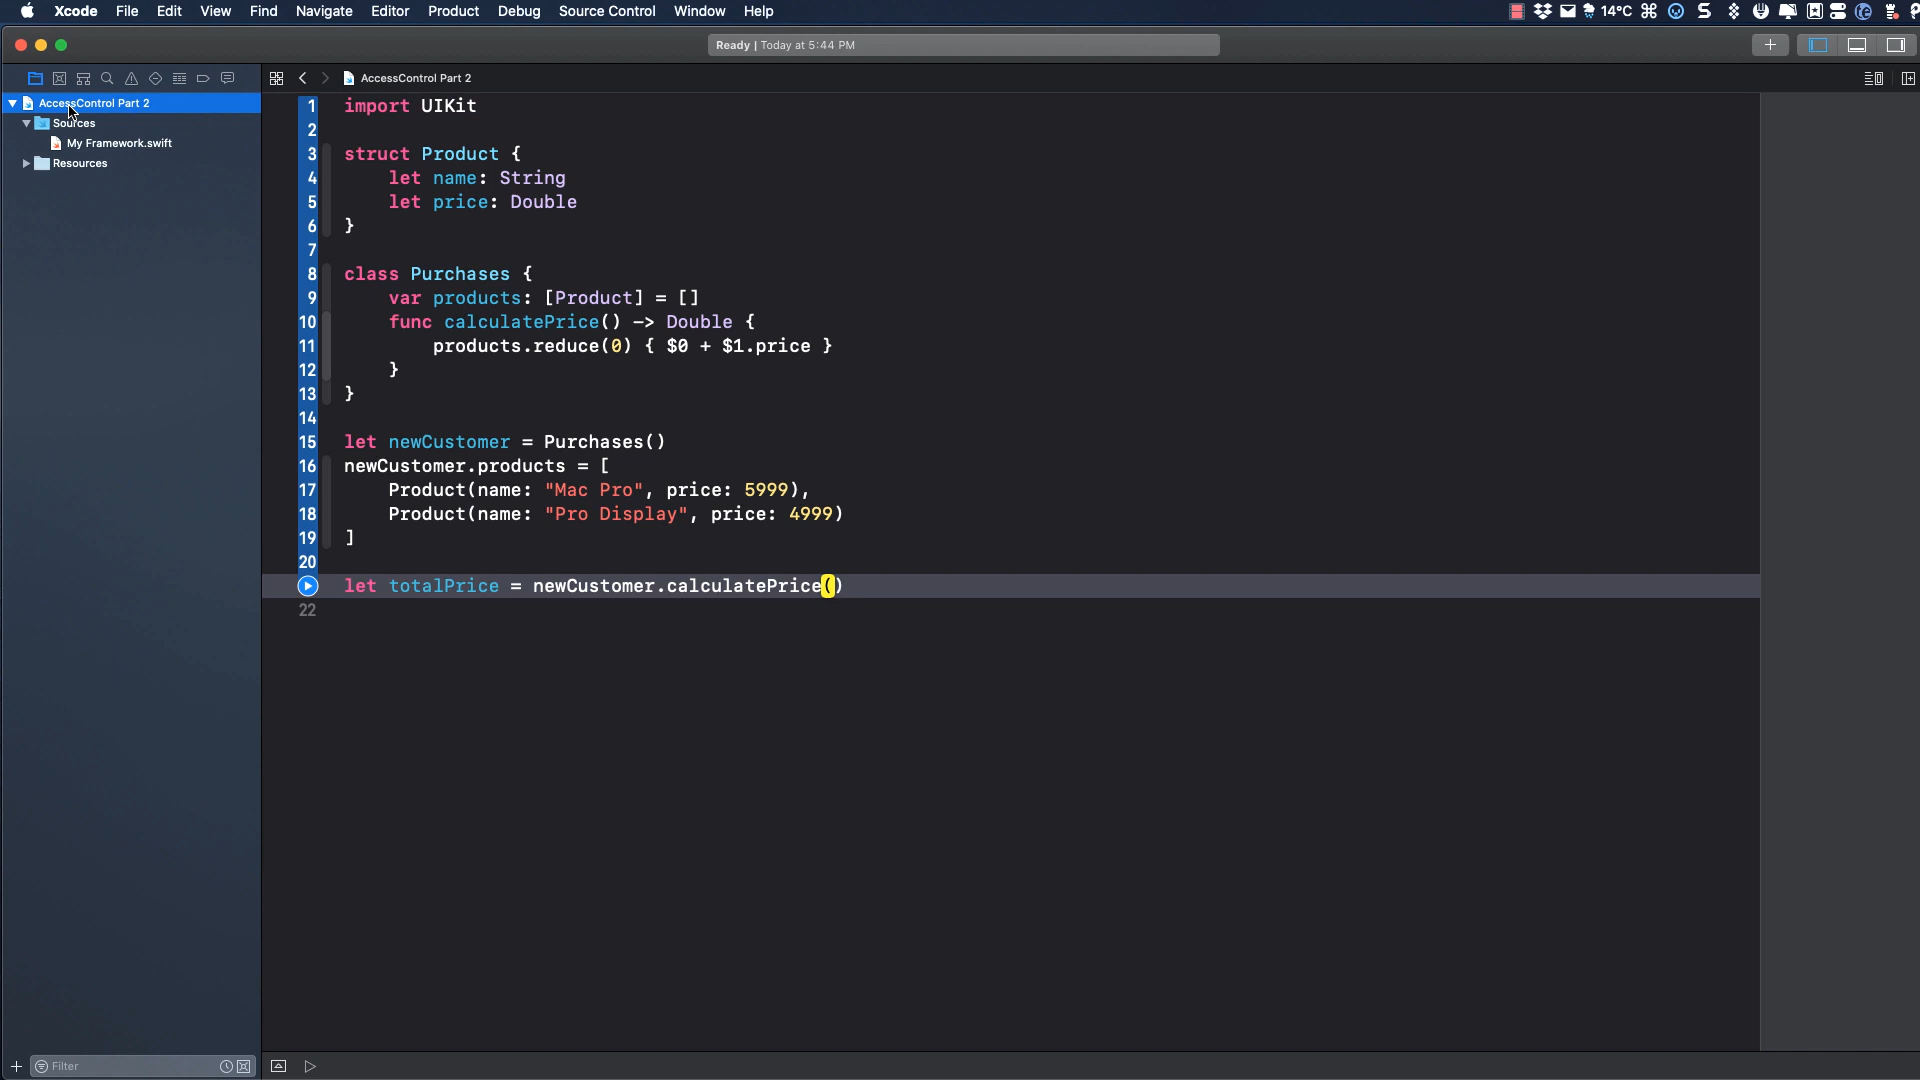 Xcode File Edit View Find Navigate Editor Product Debug Source Control Window Help 14°C
Ready | Today at 5:44 PM
AccessControl Part 2
AccessControl Part 2
Sources
My Framework.swift
Resources
1 import UIKit
2
3 struct Product {
4 let name: String
5 let price: Double
6 }
7
8 class Purchases {
9 var products: [Product] = []
10 func calculatePrice() -> Double {
11 products.reduce(0) { $0 + $1.price }
12 }
13 }
14
15 let newCustomer = Purchases()
16 newCustomer.products = [
17 Product(name: "Mac Pro", price: 5999),
18 Product(name: "Pro Display", price: 4999)
19 ]
20
let totalPrice = newCustomer.calculatePrice()
22
Filter